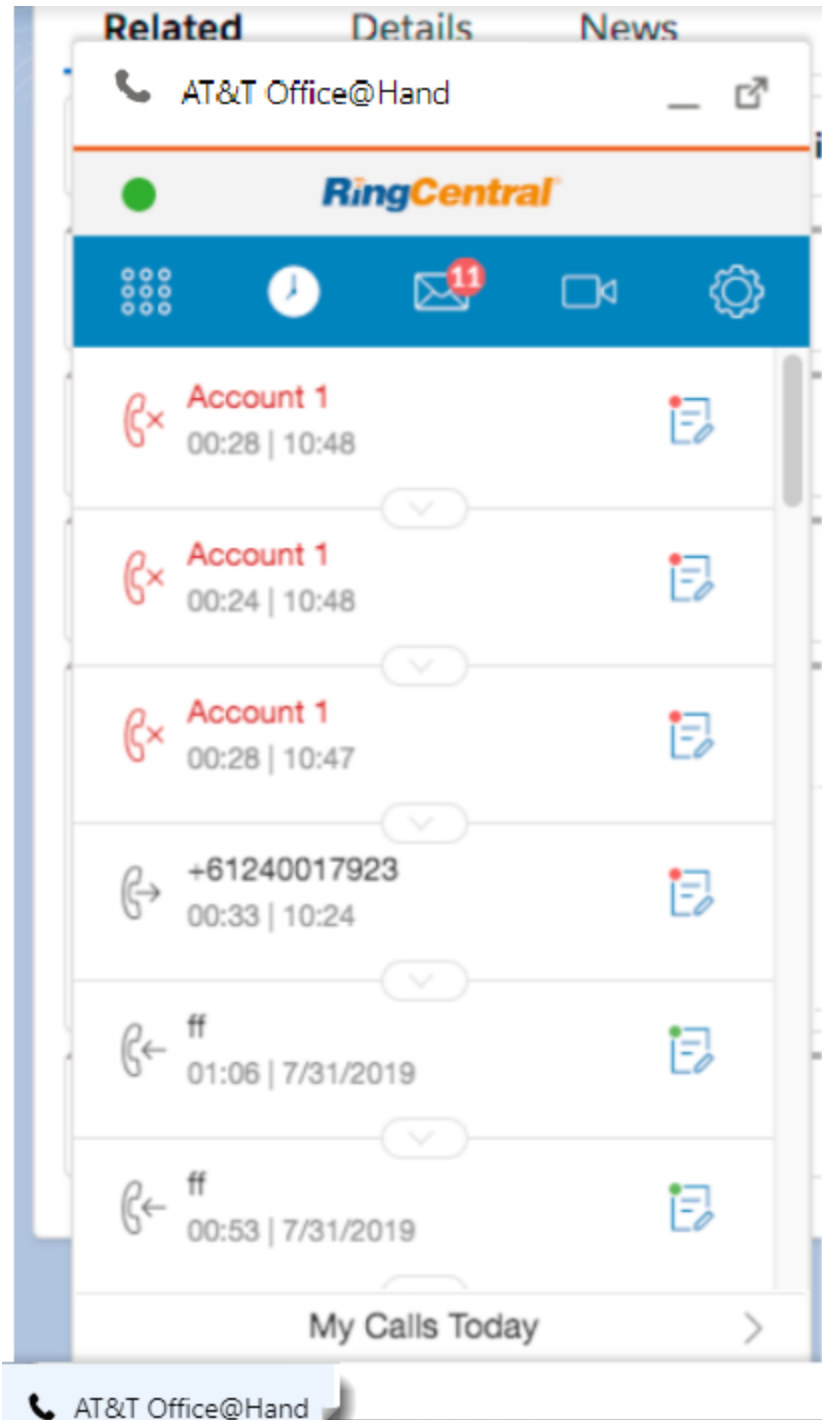 Related Details News
AT&T Office@Hand
RingCentral
11
Account 1
00:28 | 10:48
Account 1
00:24 | 10:48
Account 1
00:28 | 10:47
+61240017923
00:33 | 10:24
ff
01:06 | 7/31/2019
ff
00:53 | 7/31/2019
My Calls Today
AT&T Office@Hand